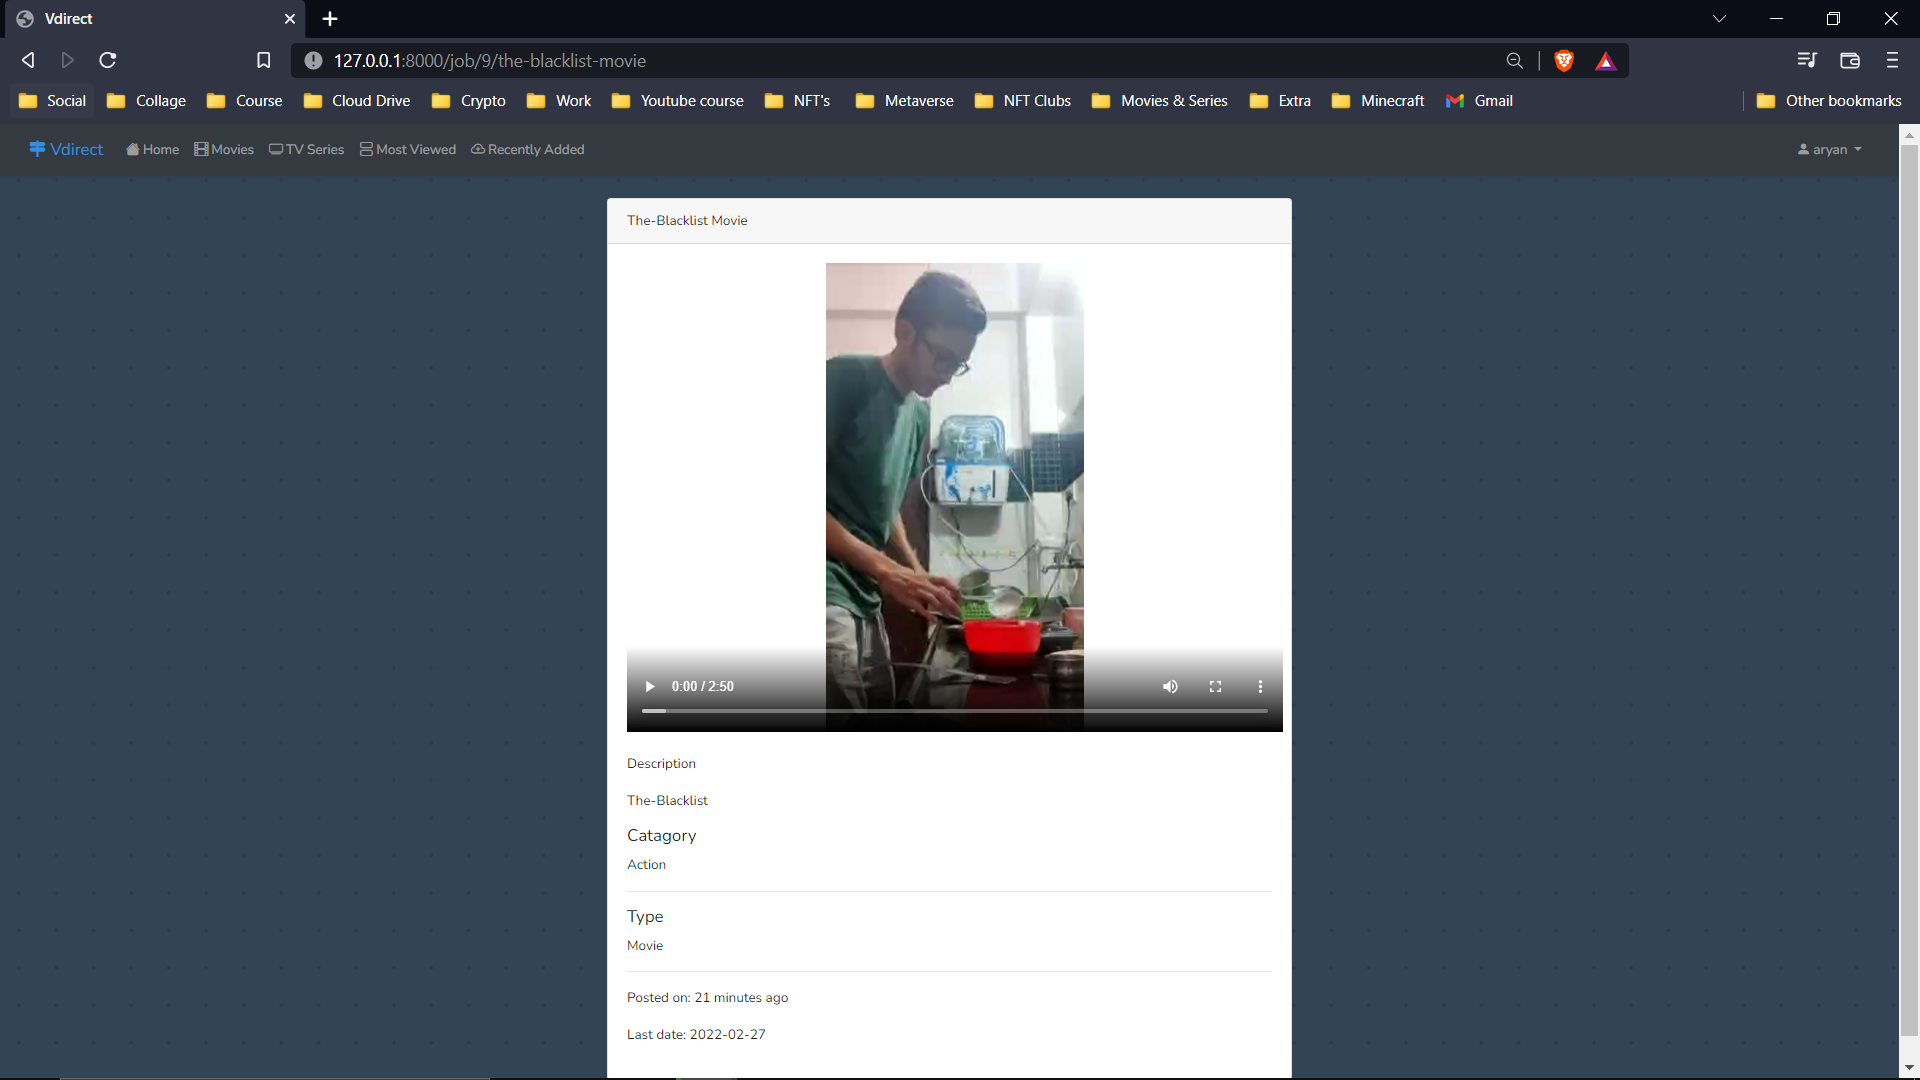 Vdirect
127.0.0.1:8000/job/9/the-blacklist-movie
Social Collage Course Cloud Drive Crypto Work Youtube course NFT's Metaverse NFT Clubs Movies & Series Extra Minecraft Gmail Other bookmarks
Vdirect Home Movies TV Series Most Viewed Recently Added aryan
The-Blacklist Movie
0:00 / 2:50
Description
The-Blacklist
Catagory
Action
Type
Movie
Posted on: 21 minutes ago
Last date: 2022-02-27